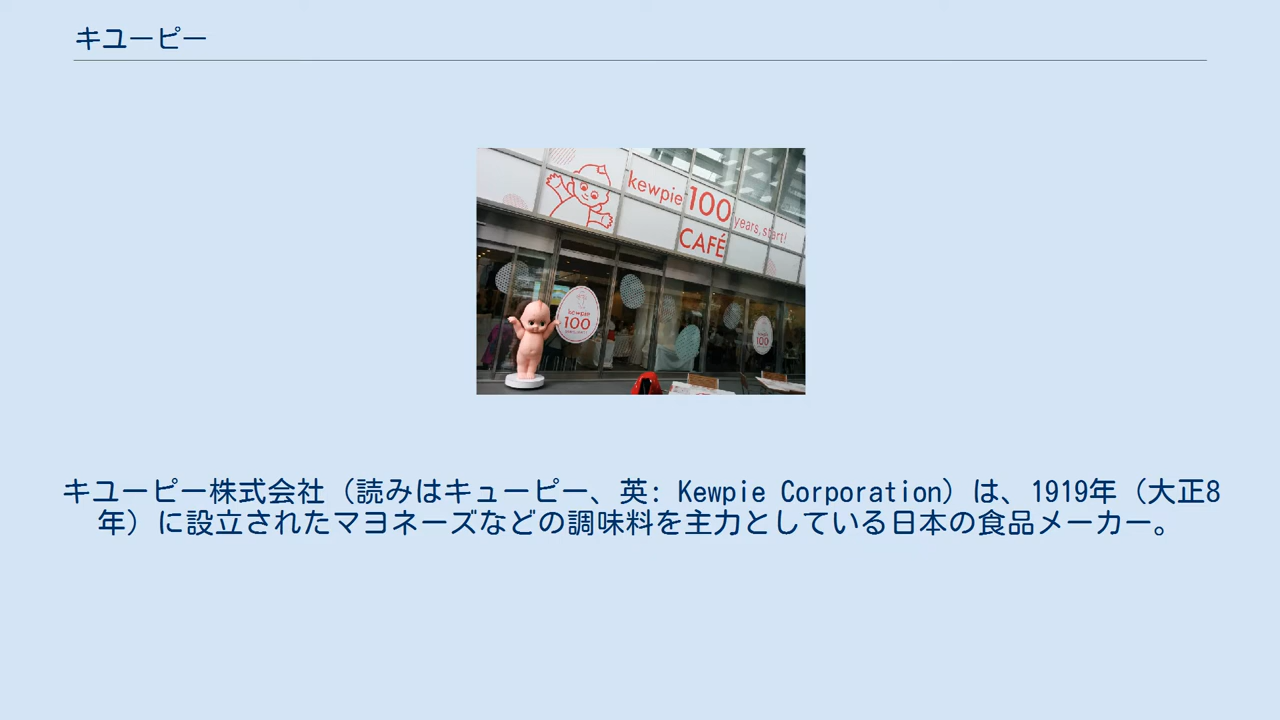 キユーピー
kewpie 100 years, start!
CAFÉ
kewpie
100
kewpie
100
キユーピー株式会社（読みはキューピー、英: Kewpie Corporation）は、1919年（大正8
年）に設立されたマヨネーズなどの調味料を主力としている日本の食品メーカー。